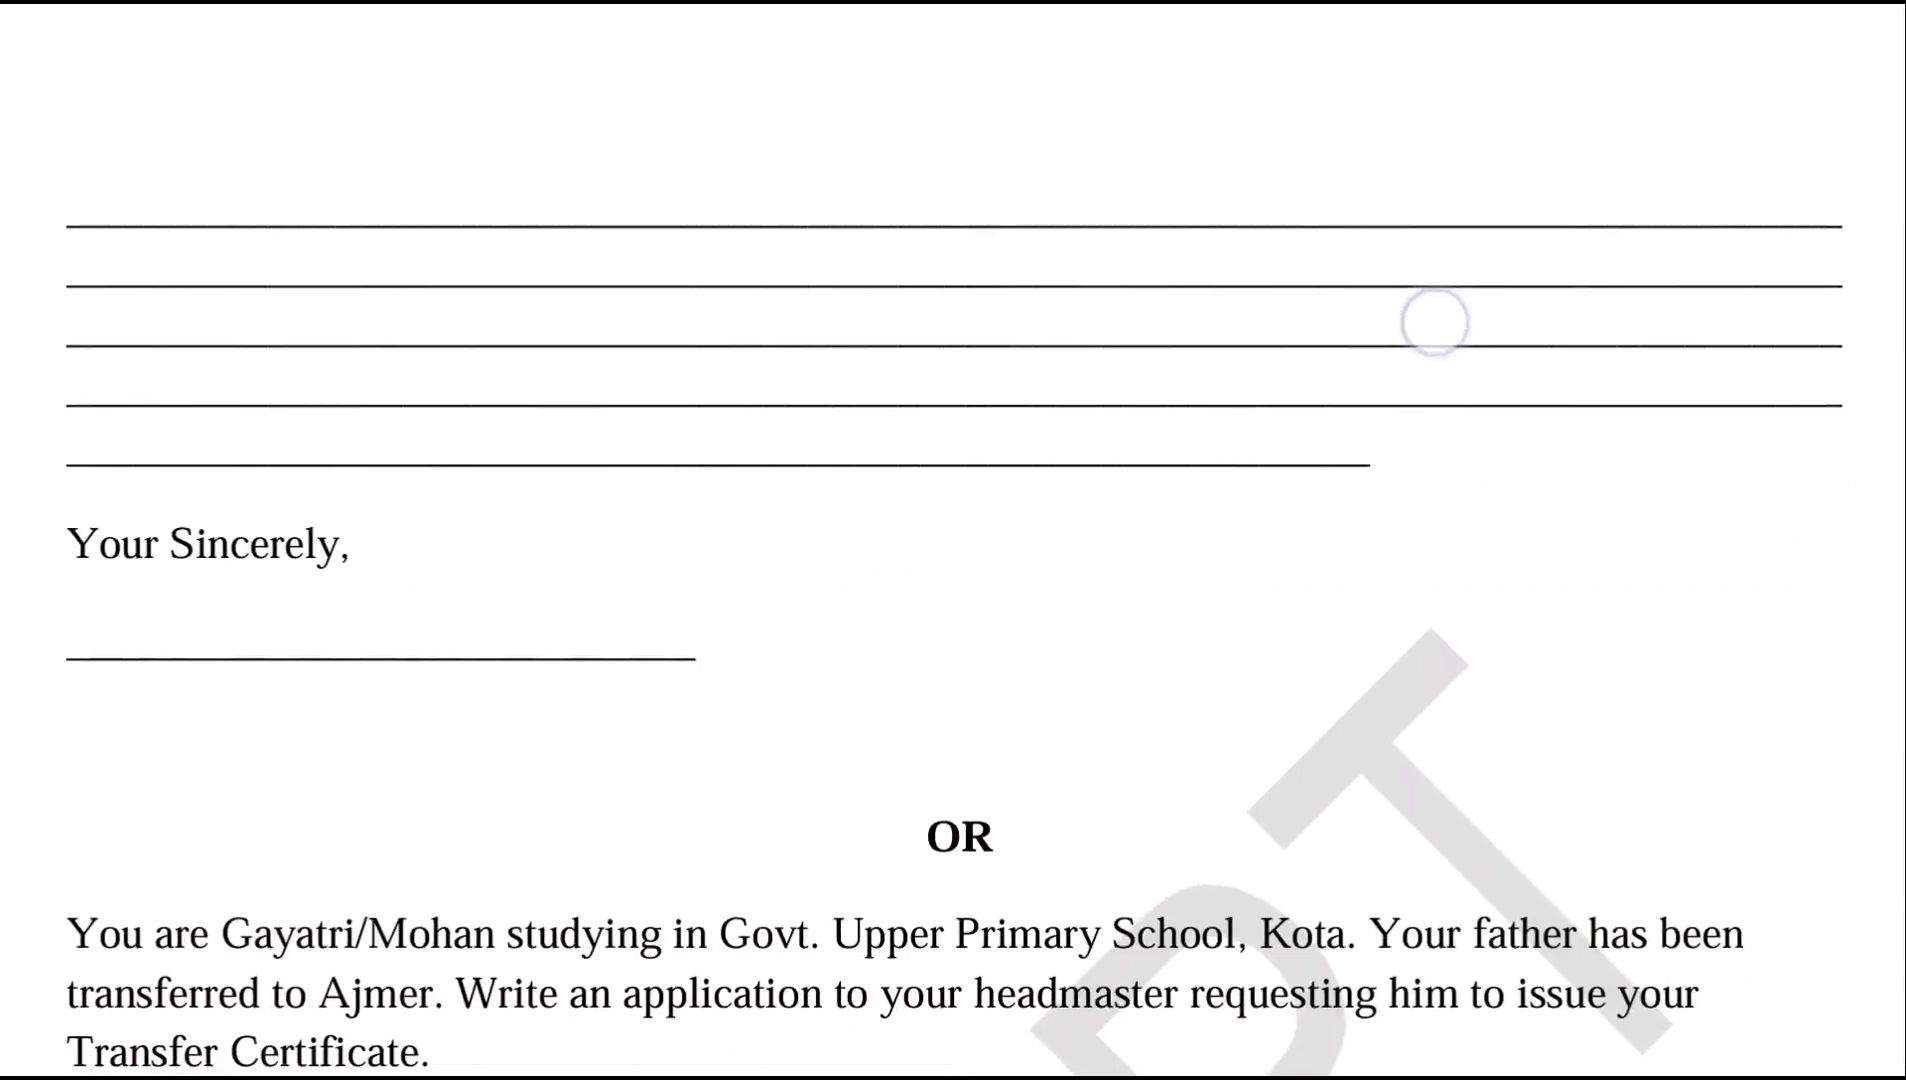 Your Sincerely,
OR
You are Gayatri/Mohan studying in Govt. Upper Primary School, Kota. Your father has been
transferred to Ajmer. Write an application to your headmaster requesting him to issue your
Transfer Certificate.
PT